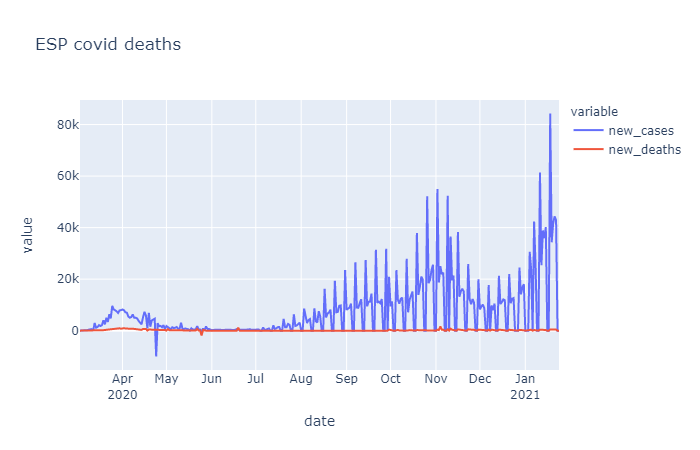 ESP covid deaths
variable
new_cases
new_deaths
80k
60k
40k
20k
0
value
Apr May Jun Jul Aug Sep Oct Nov Dec Jan
2020 2021
date